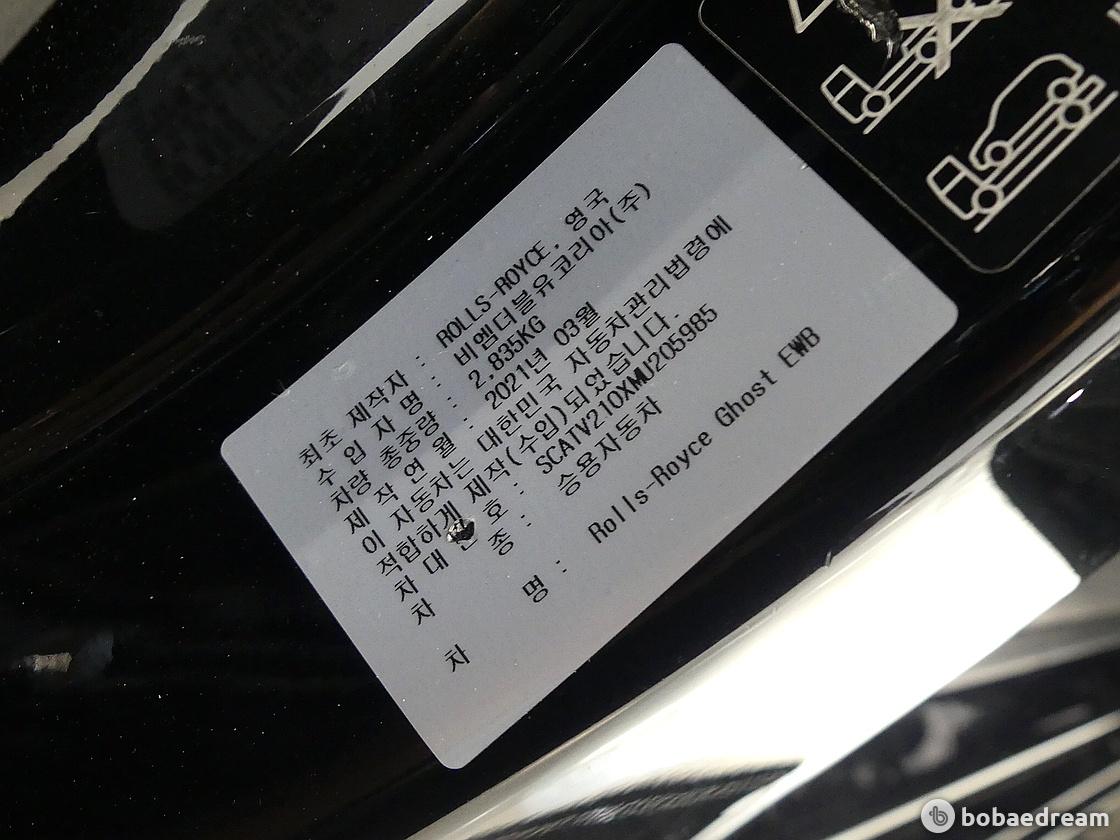 최초 제작자 : ROLLS-ROYCE, 영국
수 입 자 명 : 비엠더블유코리아(주)
차량 총중량 : 2,835KG
제 작 연 월 : 2021년 03월
이 자동차는 대한민국 자동차관리법령에
적합하게 제작(수입)되었습니다.
차 대 번 호 : SCATV210XMU205985
차 종 : 승용자동차
차 명 : Rolls-Royce Ghost EWB
bobaedream